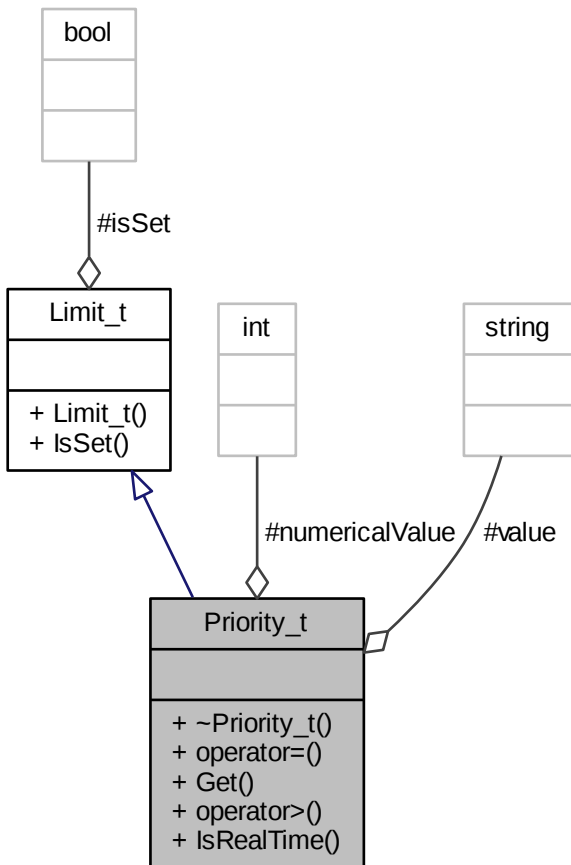 bool
#isSet
Limit_t
+ Limit_t()
+ IsSet()
int
string
#numericalValue
#value
Priority_t
+ ~Priority_t()
+ operator=()
+ Get()
+ operator>()
+ IsRealTime()